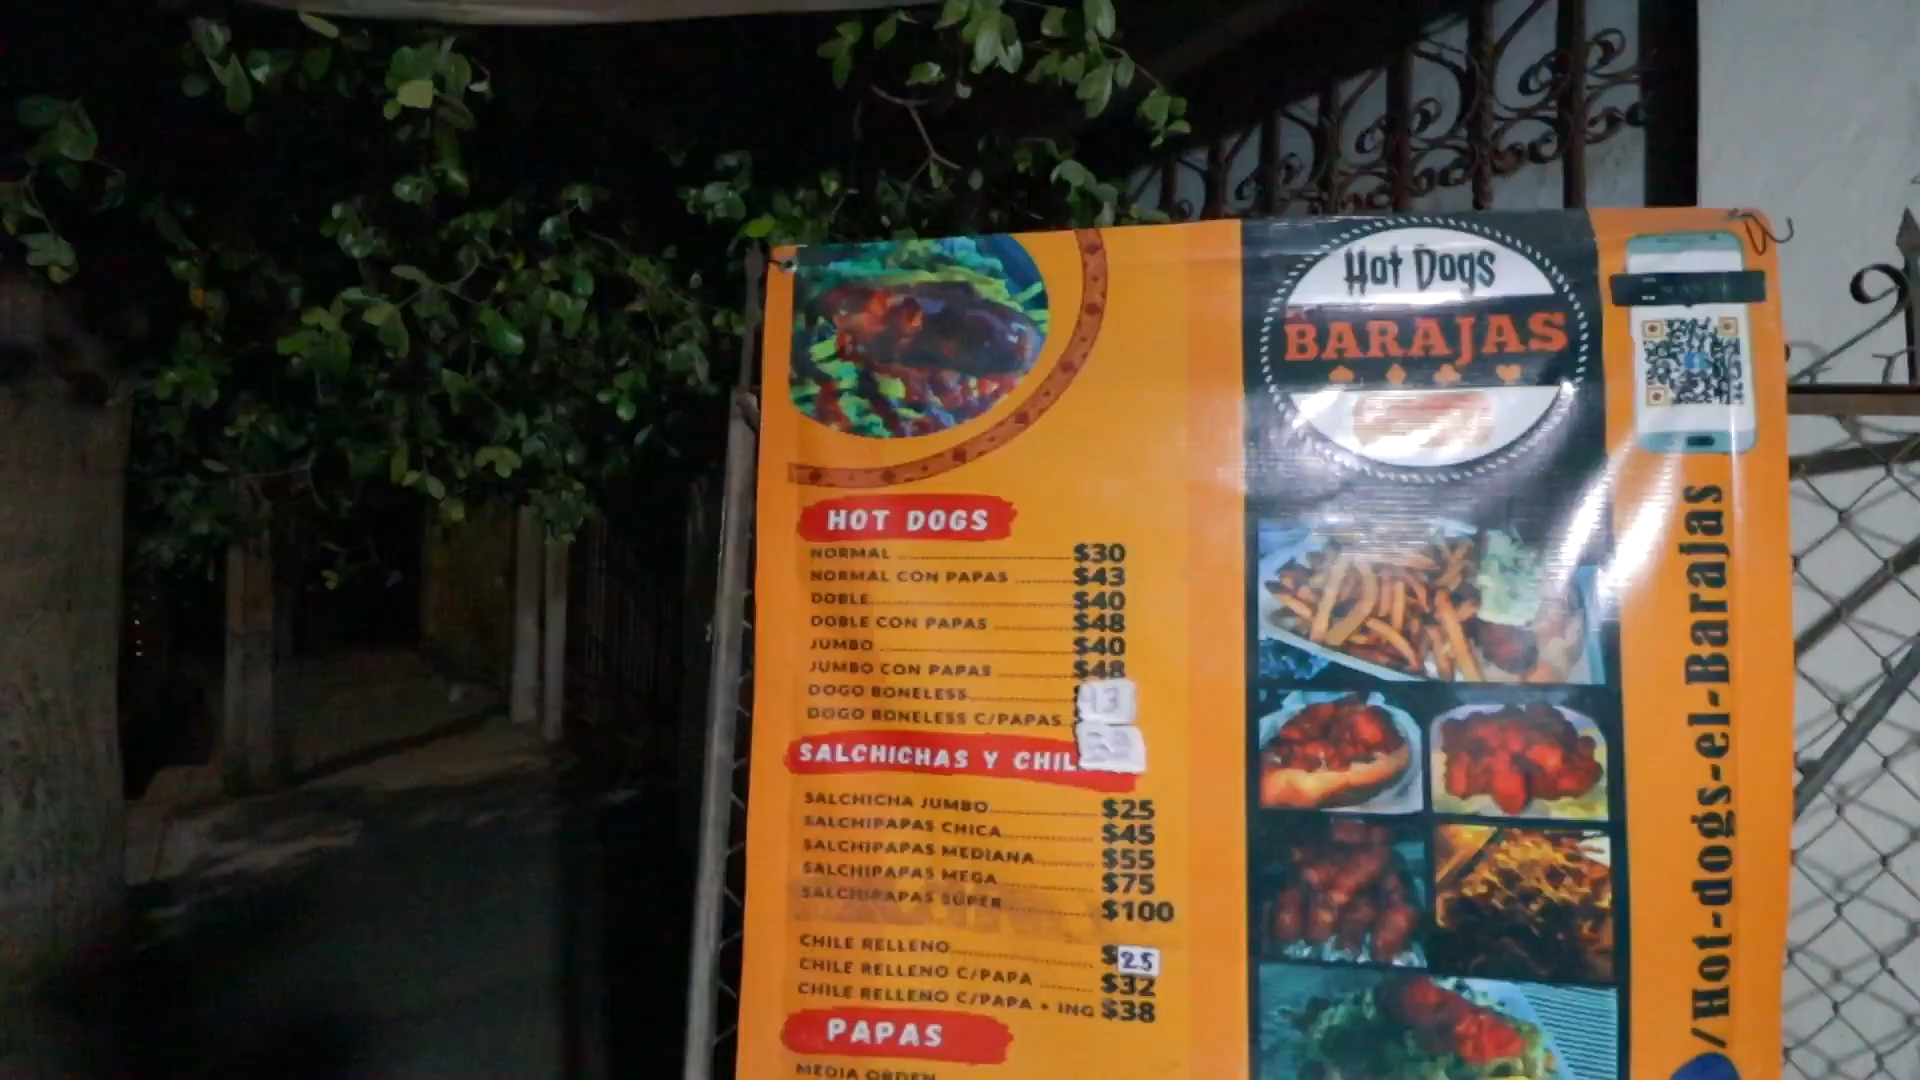 Hot Dogs
BARAJAS
HOT DOGS
NORMAL $30
NORMAL CON PAPAS $43
DOBLE $40
DOBLE CON PAPAS $48
JUMBO $40
JUMBO CON PAPAS $48
DOGO BONELESS 43
DOGO BONELESS C/PAPAS
SALCHICHAS Y
SALCHICHA JUMBO $25
SALCHIPAPAS CHICA $45
SALCHIPAPAS MEDIANA $55
SALCHIPAPAS MEGA $75
SALCHIPAPAS SÚPER $100
CHILE RELLENO $25
CHILE RELLENO C/PAPA $32
CHILE RELLENO C/PAPA + ING $38
PAPAS
MEDIA ORDEN
/Hot-dogs-el-Barajas